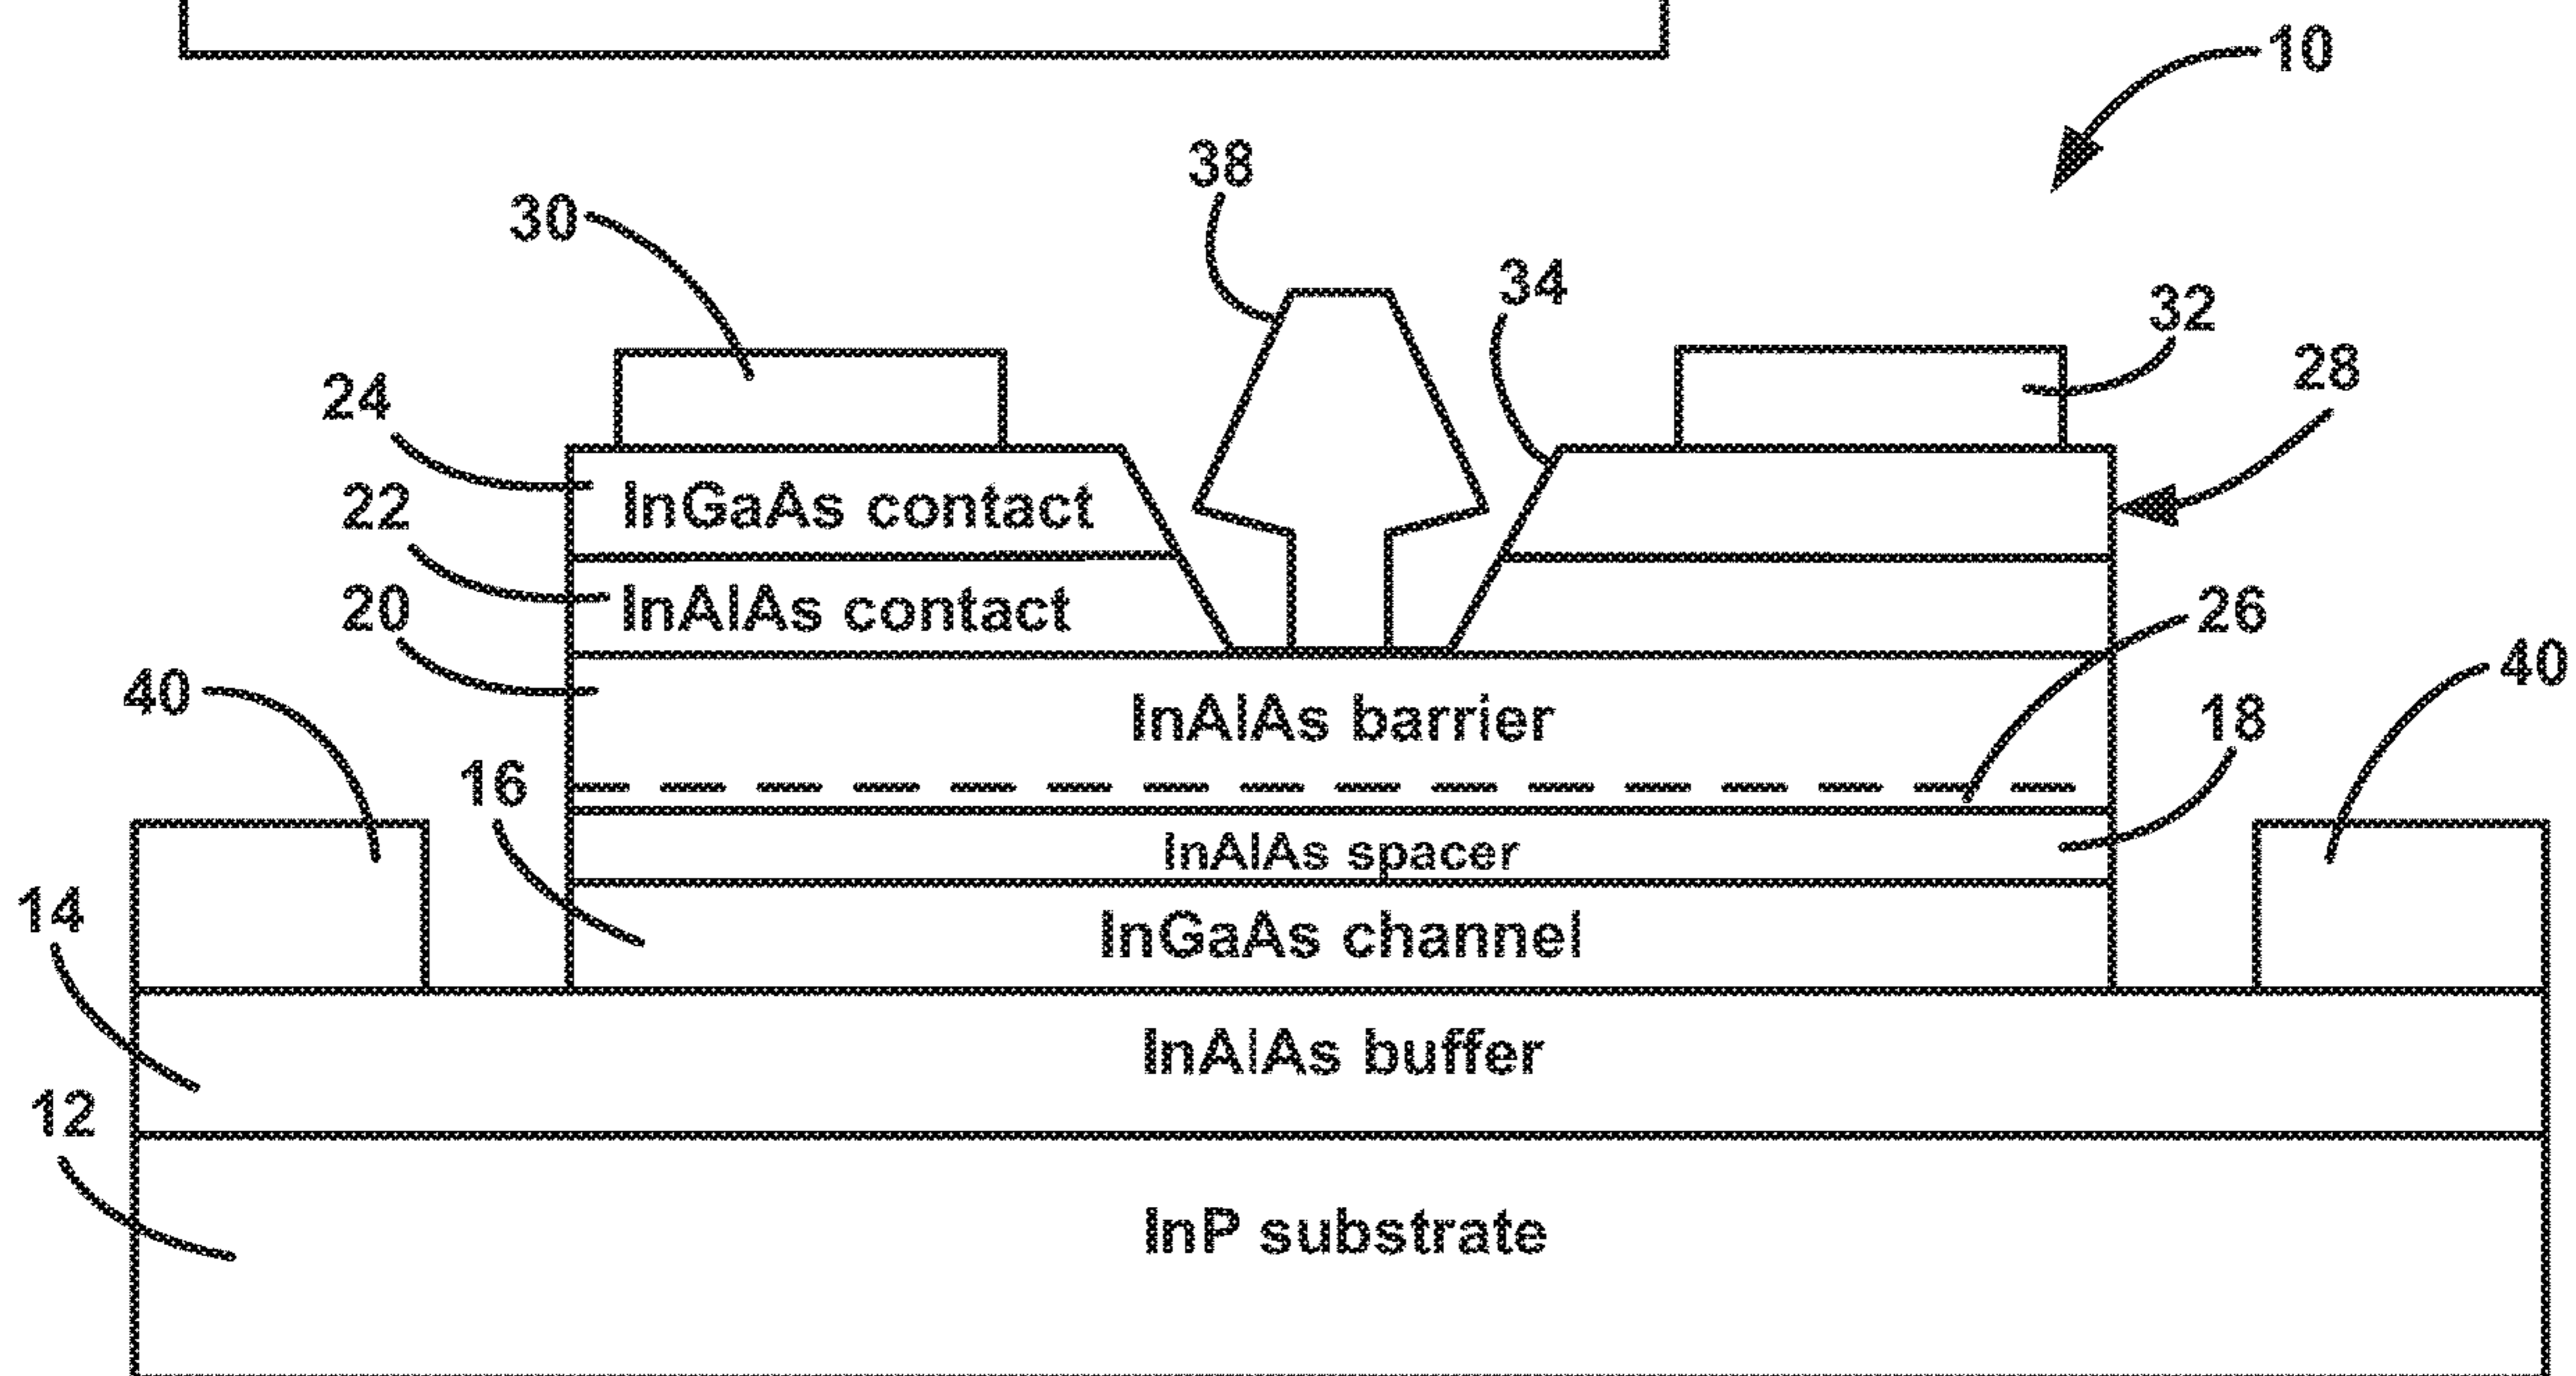 10
38
30
34
32
28
24
InGaAs contact
22
InAlAs contact
20
26
40
40
InAlAs barrier
18
16
InAlAs spacer
14
InGaAs channel
InAlAs buffer
12
InP substrate